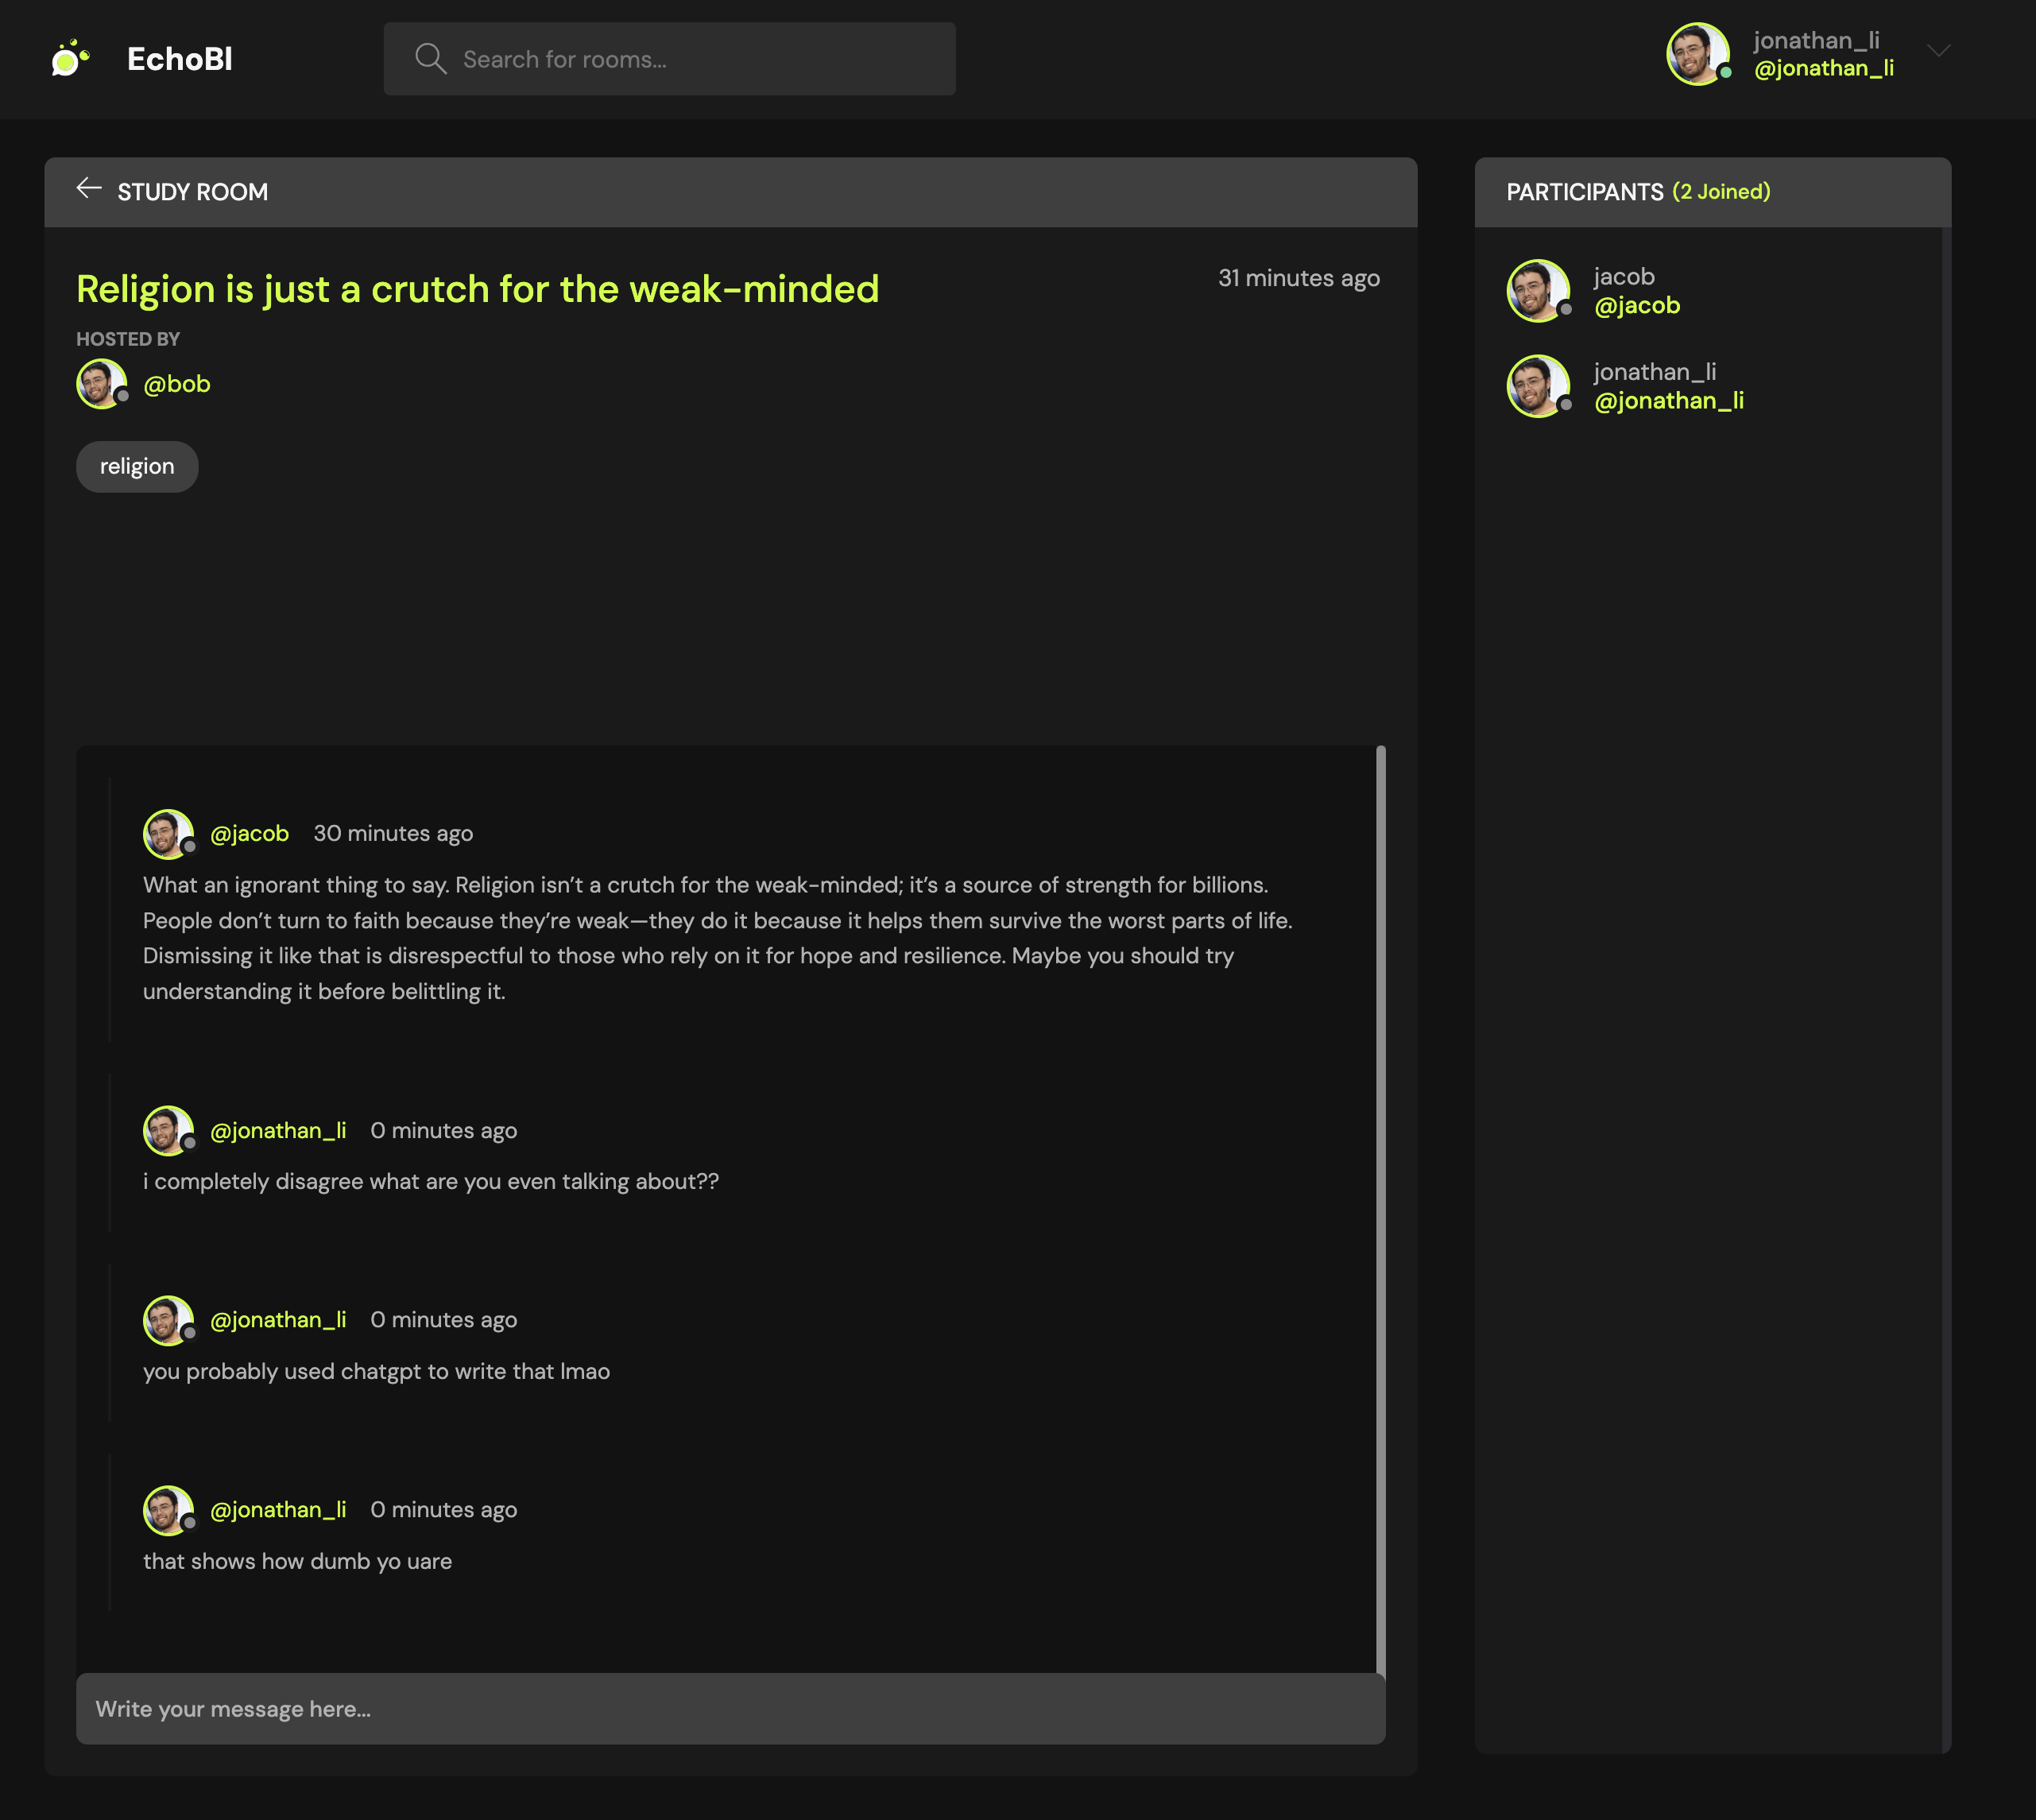 EchoBl
Search for rooms...
jonathan_li
@jonathan_li
STUDY ROOM
Religion is just a crutch for the weak-minded
31 minutes ago
HOSTED BY
@bob
religion
@jacob 30 minutes ago
What an ignorant thing to say. Religion isn’t a crutch for the weak-minded; it’s a source of strength for billions.
People don’t turn to faith because they’re weak—they do it because it helps them survive the worst parts of life.
Dismissing it like that is disrespectful to those who rely on it for hope and resilience. Maybe you should try
understanding it before belittling it.
@jonathan_li 0 minutes ago
i completely disagree what are you even talking about??
@jonathan_li 0 minutes ago
you probably used chatgpt to write that lmao
@jonathan_li 0 minutes ago
that shows how dumb yo uare
Write your message here...
PARTICIPANTS (2 Joined)
jacob
@jacob
jonathan_li
@jonathan_li